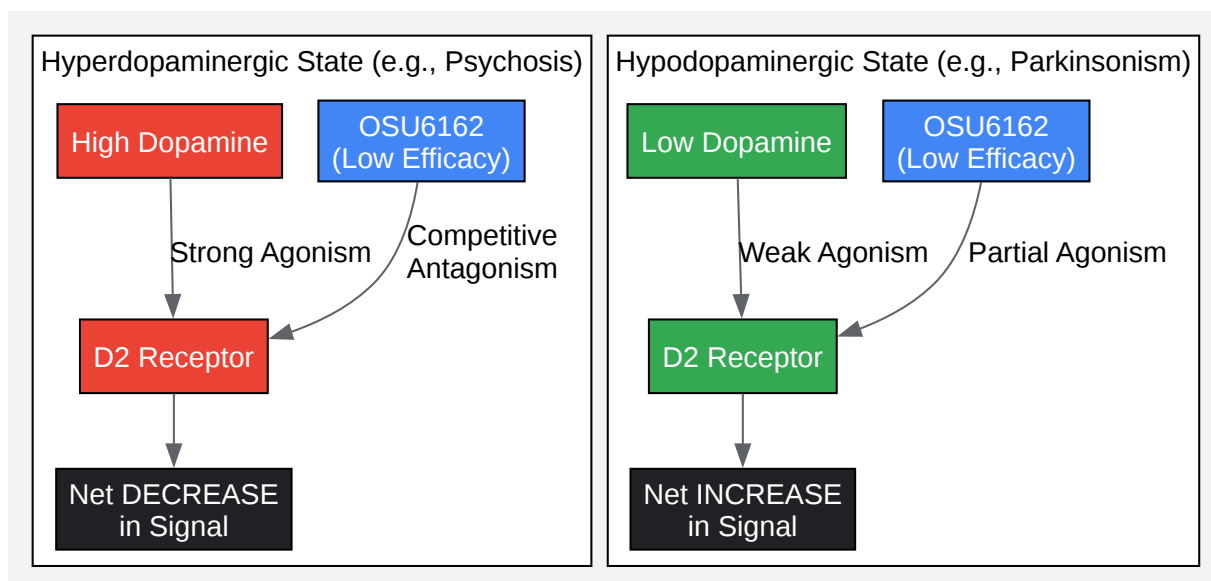 Hyperdopaminergic State (e.g., Psychosis)
High Dopamine
OSU6162
(Low Efficacy)
Strong Agonism
Competitive
Antagonism
D2 Receptor
Net DECREASE
in Signal
Hypodopaminergic State (e.g., Parkinsonism)
Low Dopamine
OSU6162
(Low Efficacy)
Weak Agonism
Partial Agonism
D2 Receptor
Net INCREASE
in Signal